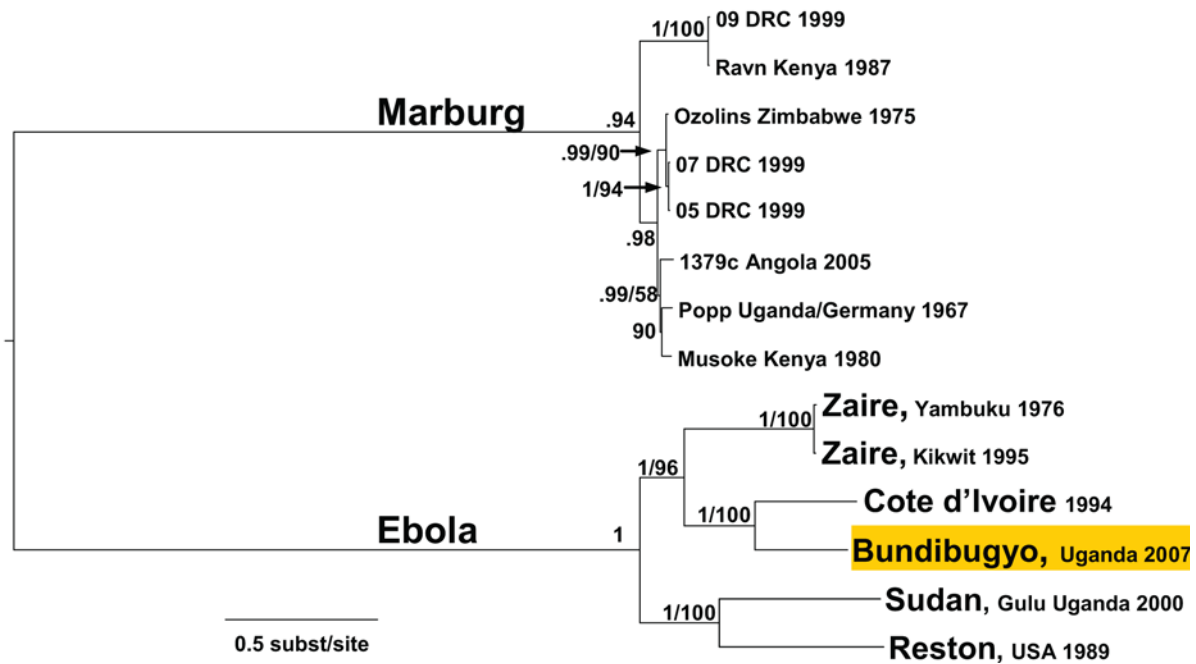 09 DRC 1999
1/100
Ravn Kenya 1987
Marburg
.94
Ozolins Zimbabwe 1975
.99/90
07 DRC 1999
1/94
05 DRC 1999
.98
1379c Angola 2005
.99/58
Popp Uganda/Germany 1967
90
Musoke Kenya 1980
Zaire, Yambuku 1976
1/100
Zaire, Kikwit 1995
1/96
Cote d'Ivoire 1994
1/100
Ebola
1
Bundibugyo, Uganda 2007
Sudan, Gulu Uganda 2000
1/100
0.5 subst/site
Reston, USA 1989